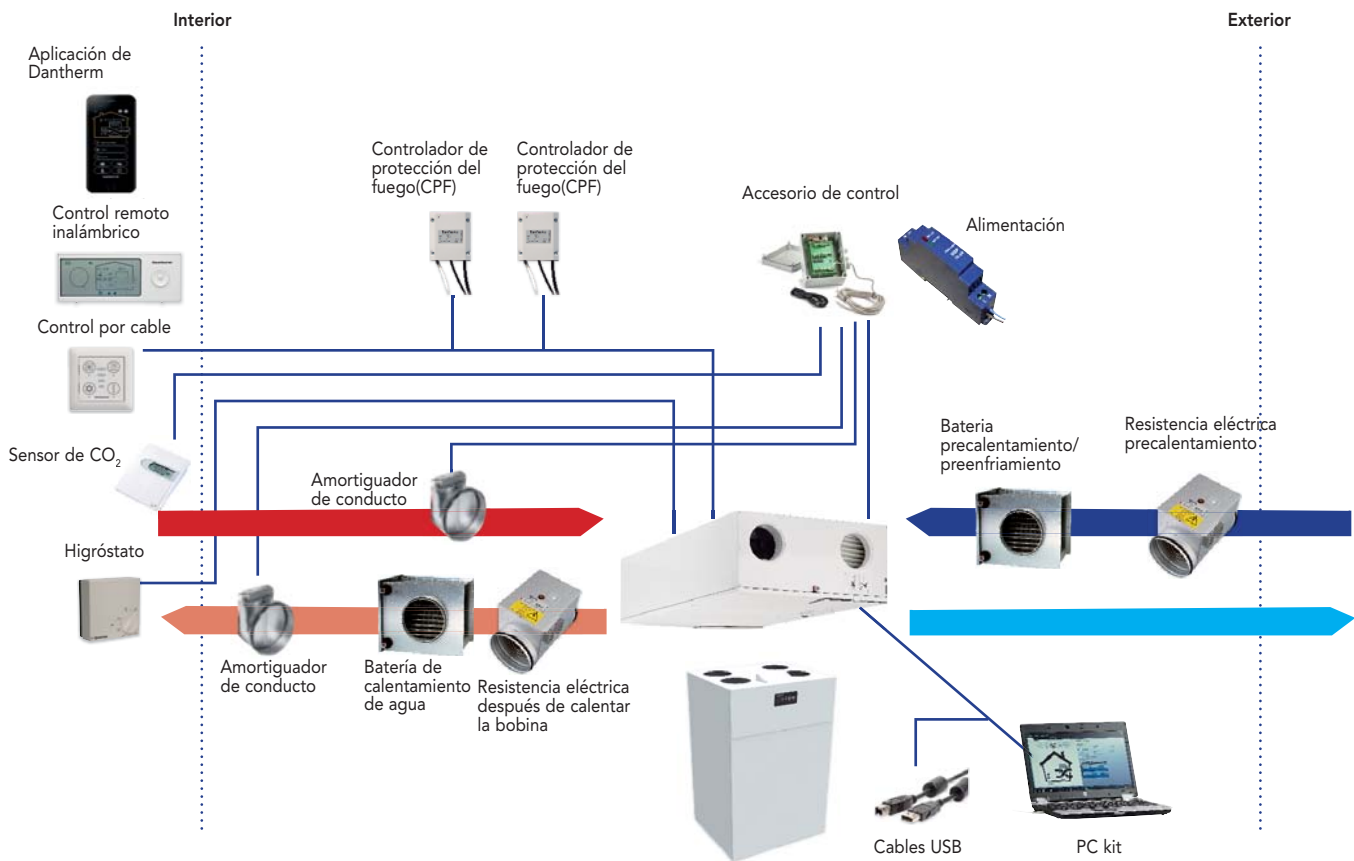 Interior
Exterior
Aplicación de
Dantherm
Controlador de
protección del
fuego(CPF)
Controlador de
protección del
fuego(CPF)
Accesorio de control
Alimentación
Control remoto
inalámbrico
Control por cable
Sensor de CO2
Amortiguador
de conducto
Bateria
precalentamiento/
preenfriamiento
Resistencia eléctrica
precalentamiento
Higróstato
Amortiguador
de conducto
Batería de
calentamiento
de agua
Resistencia eléctrica
después de calentar
la bobina
Cables USB
PC kit